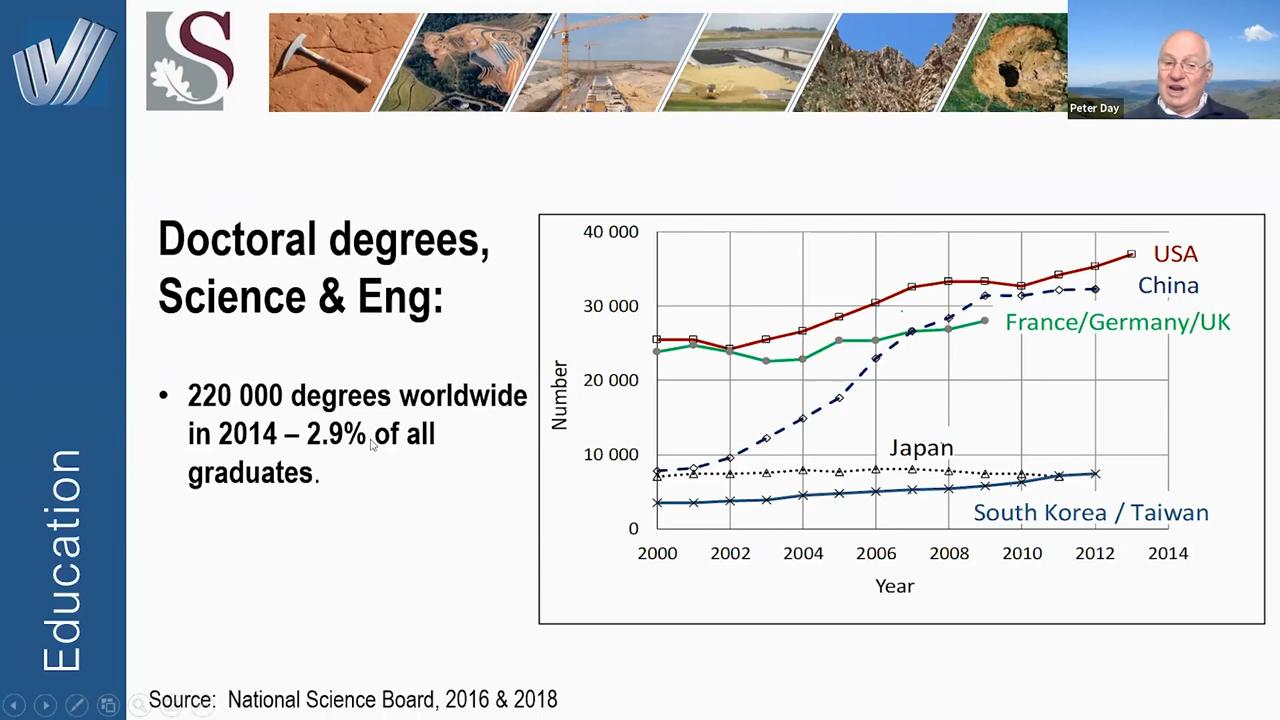 S
Peter Day
Doctoral degrees,
Science & Eng:
• 220 000 degrees worldwide
in 2014 – 2.9% of all
graduates.
Education
40 000
30 000
20 000
10 000
0
Number
USA
China
France/Germany/UK
Japan
South Korea / Taiwan
2000 2002 2004 2006 2008 2010 2012 2014
Year
Source: National Science Board, 2016 & 2018